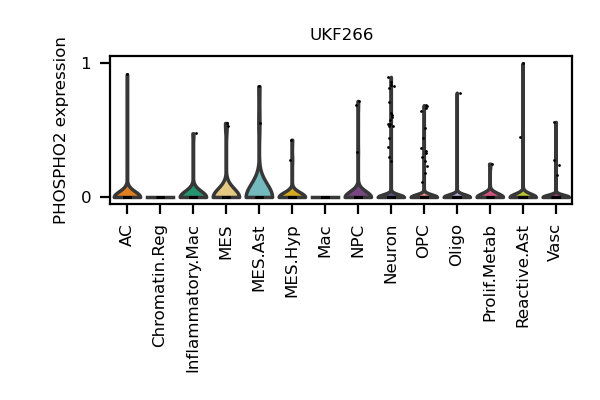 UKF266
PHOSPHO2 expression
1
0
AC
Chromatin.Reg
Inflammatory.Mac
MES
MES.Ast
MES.Hyp
Mac
NPC
Neuron
OPC
Oligo
Prolif.Metab
Reactive.Ast
Vasc